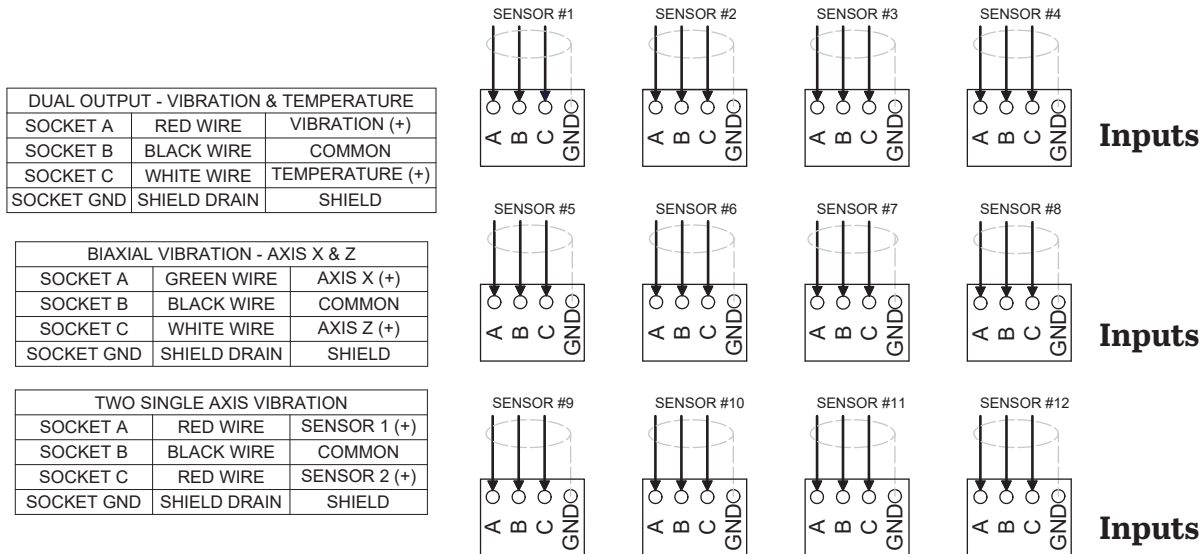 SENSOR #1 SENSOR #2 SENSOR #3 SENSOR #4
A B C GND A B C GND A B C GND A B C GND
Inputs
DUAL OUTPUT - VIBRATION & TEMPERATURE
SOCKET A RED WIRE VIBRATION (+)
SOCKET B BLACK WIRE COMMON
SOCKET C WHITE WIRE TEMPERATURE (+)
SOCKET GND SHIELD DRAIN SHIELD
SENSOR #5 SENSOR #6 SENSOR #7 SENSOR #8
A B C GND A B C GND A B C GND A B C GND
Inputs
BIAXIAL VIBRATION - AXIS X & Z
SOCKET A GREEN WIRE AXIS X (+)
SOCKET B BLACK WIRE COMMON
SOCKET C WHITE WIRE AXIS Z (+)
SOCKET GND SHIELD DRAIN SHIELD
TWO SINGLE AXIS VIBRATION
SOCKET A RED WIRE SENSOR 1 (+)
SOCKET B BLACK WIRE COMMON
SOCKET C RED WIRE SENSOR 2 (+)
SOCKET GND SHIELD DRAIN SHIELD
SENSOR #9 SENSOR #10 SENSOR #11 SENSOR #12
A B C GND A B C GND A B C GND A B C GND
Inputs